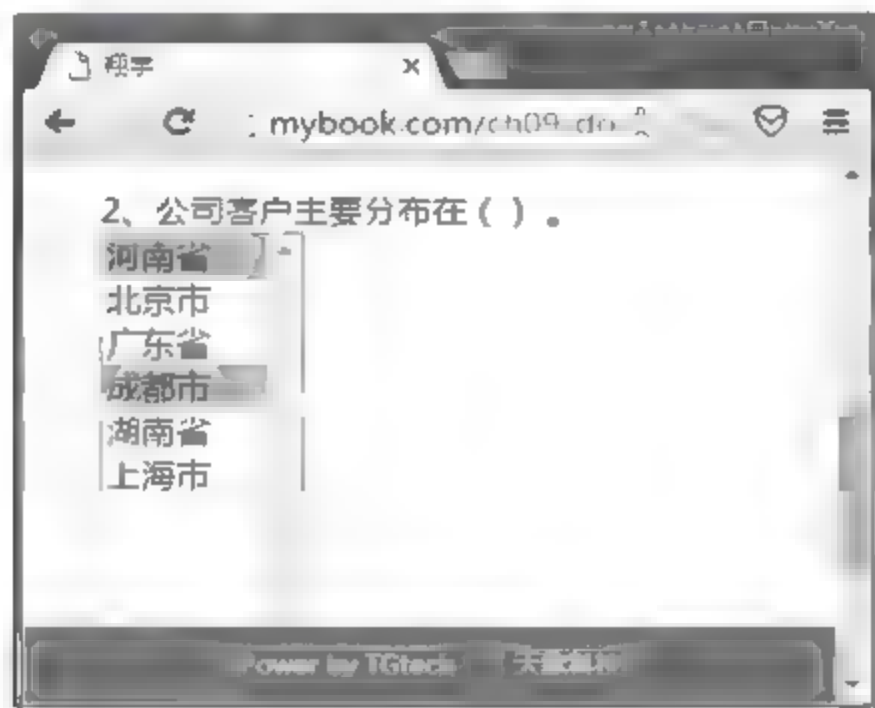 mybook.com/ch09_do
2、公司客户主要分布在（ ）。
河南省
北京市
广东省
成都市
湖南省
上海市
Power by TGtech